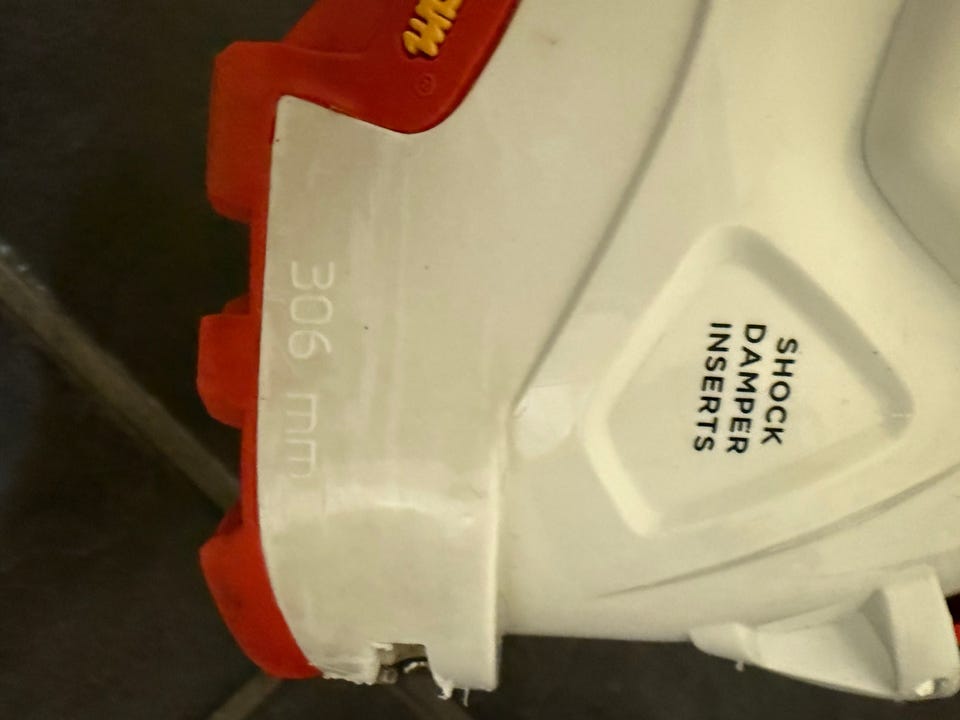 306 mm
SHOCK
DAMPER
INSERTS
®